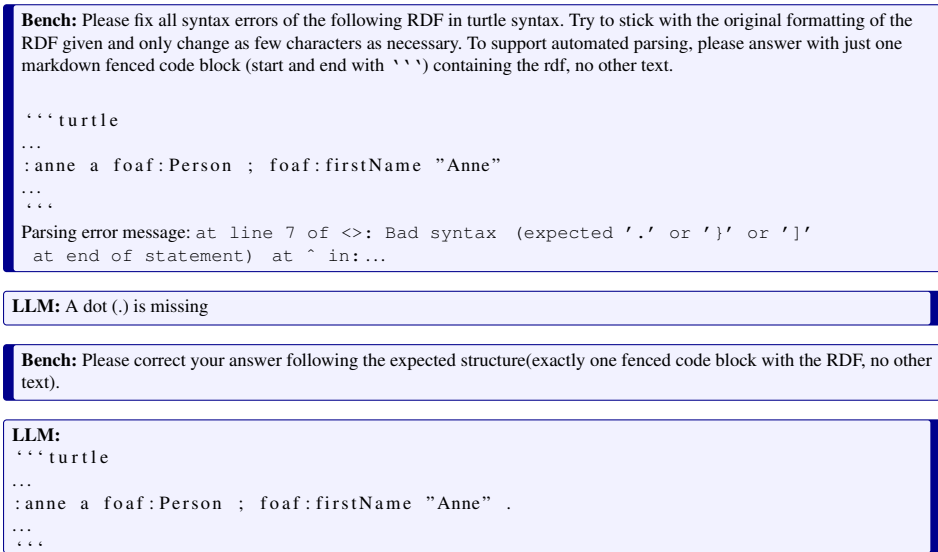 Bench: Please fix all syntax errors of the following RDF in turtle syntax. Try to stick with the original formatting of the
RDF given and only change as few characters as necessary. To support automated parsing, please answer with just one
markdown fenced code block (start and end with ```) containing the rdf, no other text.
‘‘‘turtle
...
:anne a foaf:Person ; foaf:firstName ”Anne”
...
‘‘‘
Parsing error message: at line 7 of <>: Bad syntax (expected '.' or '}' or ']'
at end of statement) at ^ in: ...
LLM: A dot (.) is missing
Bench: Please correct your answer following the expected structure(exactly one fenced code block with the RDF, no other
text).
LLM:
‘‘‘turtle
...
:anne a foaf:Person ; foaf:firstName ”Anne” .
...
‘‘‘